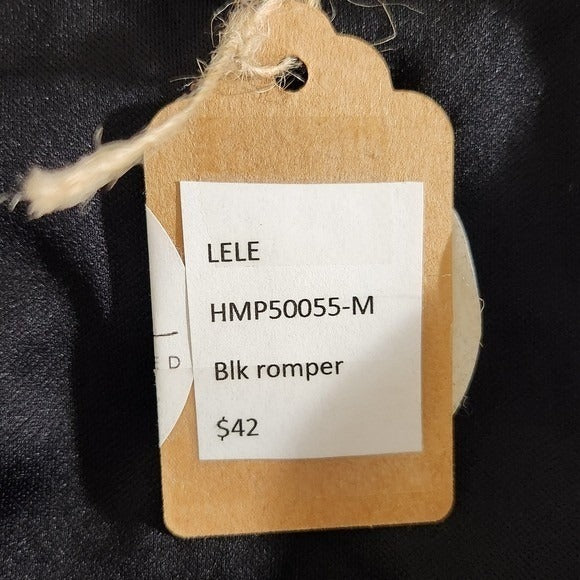 LELE
HMP50055-M
Blk romper
$42
E D